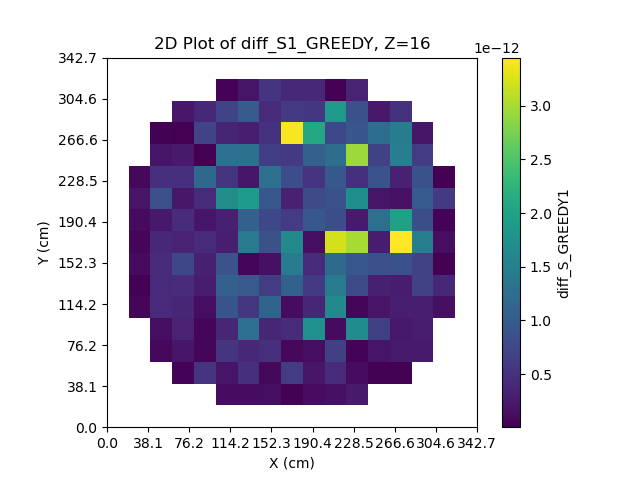 2D Plot of diff_S1_GREEDY, Z=16
1e−12
342.7
304.6
266.6
228.5
190.4
152.3
114.2
76.2
38.1
0.0
Y (cm)
0.0 38.1 76.2 114.2 152.3 190.4 228.5 266.6 304.6 342.7
X (cm)
3.0
2.5
2.0
1.5
1.0
0.5
diff_S_GREEDY1